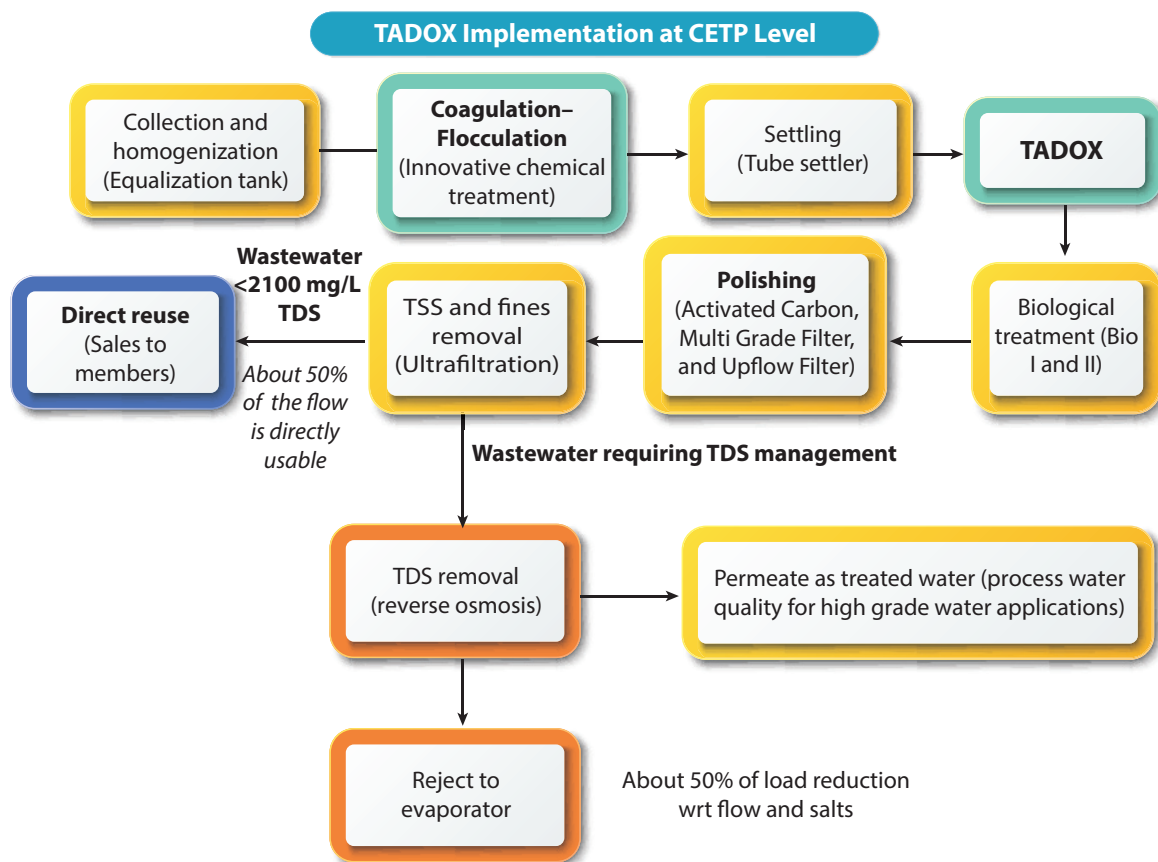 TADOX Implementation at CETP Level
Collection and
homogenization
(Equalization tank)
Coagulation–
Flocculation
(Innovative chemical
treatment)
Settling
(Tube settler)
TADOX
Biological
treatment (Bio
I and II)
Polishing
(Activated Carbon,
Multi Grade Filter,
and Upflow Filter)
TSS and fines
removal
(Ultrafiltration)
Wastewater
<2100 mg/L
TDS
About 50%
of the flow
is directly
usable
Direct reuse
(Sales to
members)
Wastewater requiring TDS management
TDS removal
(reverse osmosis)
Permeate as treated water (process water
quality for high grade water applications)
Reject to
evaporator
About 50% of load reduction
wrt flow and salts